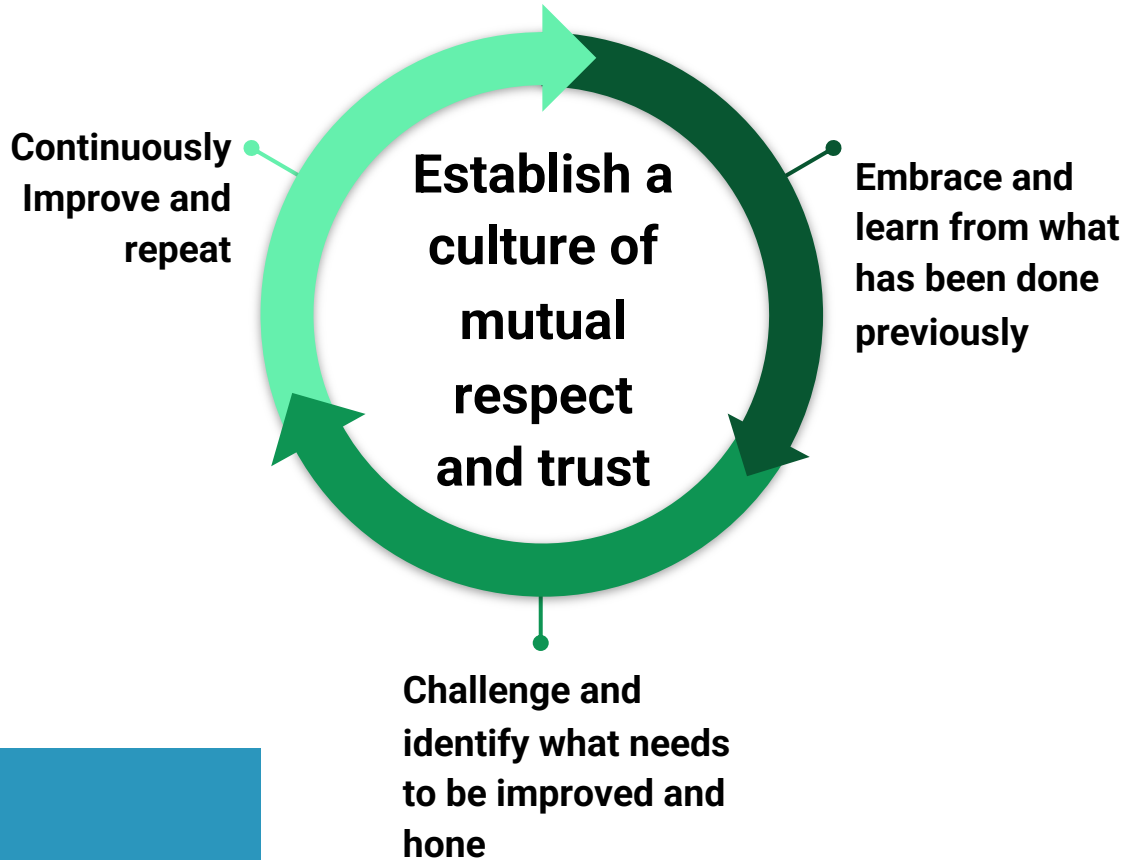 Continuously
Improve and
repeat
Establish a
culture of
mutual
respect
and trust
Embrace and
learn from what
has been done
previously
Challenge and
identify what needs
to be improved and
hone